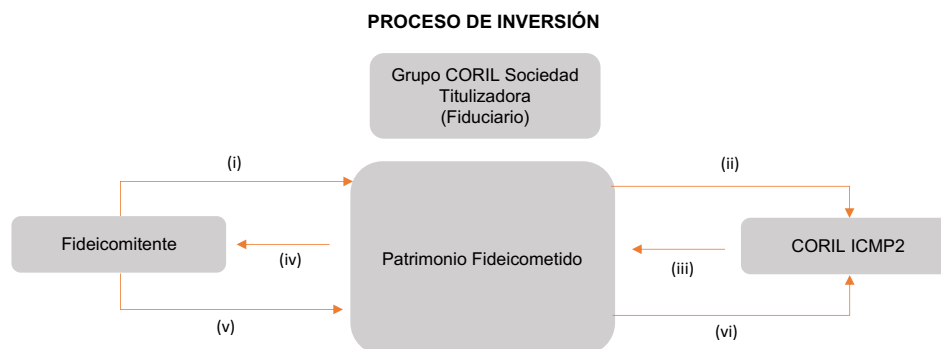 PROCESO DE INVERSIÓN
Grupo CORIL Sociedad
Titulizadora
(Fiduciario)
(i)
(ii)
Fideicomitente
(iv)
Patrimonio Fideicometido
(iii)
CORIL ICMP2
(v)
(vi)